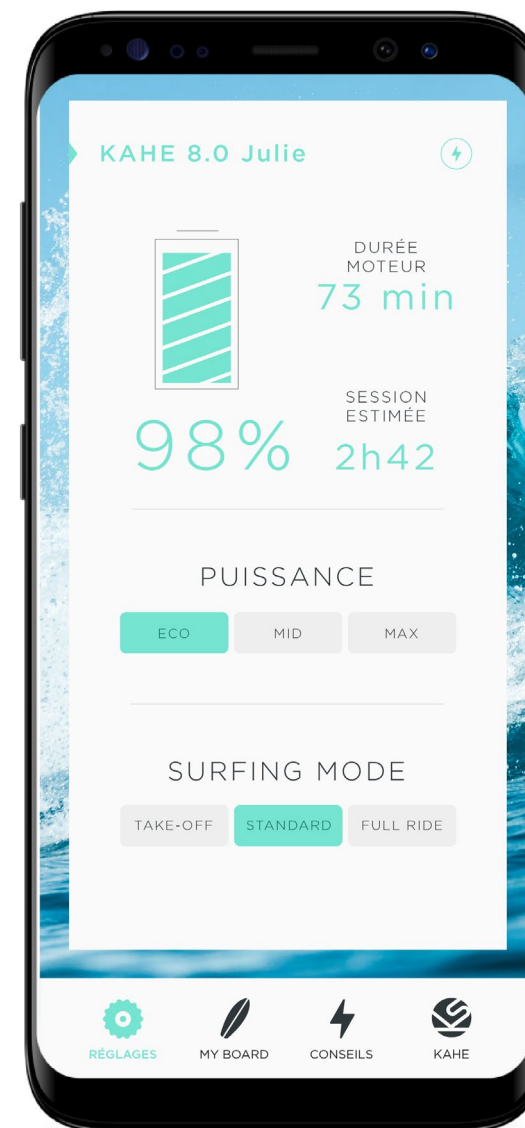 KAHE 8.0 Julie
DURÉE
MOTEUR
73 min
98%
SESSION
ESTIMÉE
2h42
PUISSANCE
ECO
MID
MAX
SURFING MODE
TAKE-OFF
STANDARD
FULL RIDE
RÉGLAGES
MY BOARD
CONSEILS
KAHE